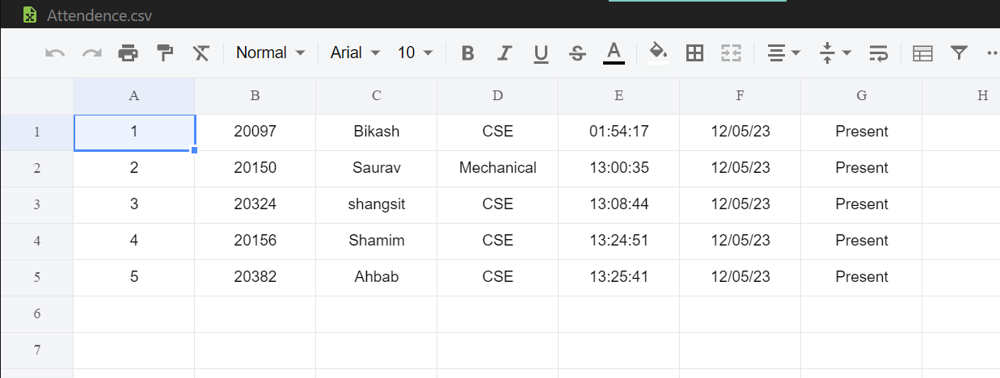 Attendence.csv
Normal Arial 10 B I U S A
A B C D E F G H
1 1 20097 Bikash CSE 01:54:17 12/05/23 Present
2 2 20150 Saurav Mechanical 13:00:35 12/05/23 Present
3 3 20324 shangsit CSE 13:08:44 12/05/23 Present
4 4 20156 Shamim CSE 13:24:51 12/05/23 Present
5 5 20382 Ahbab CSE 13:25:41 12/05/23 Present
6
7